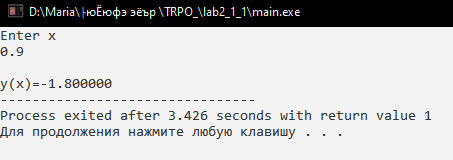 D:\Maria\├юЁюфэ эёър \TRPO_\lab2_1_1\main.exe
Enter x
0.9
y(x)=-1.800000
--------------------------------
Process exited after 3.426 seconds with return value 1
Для продолжения нажмите любую клавишу . . .